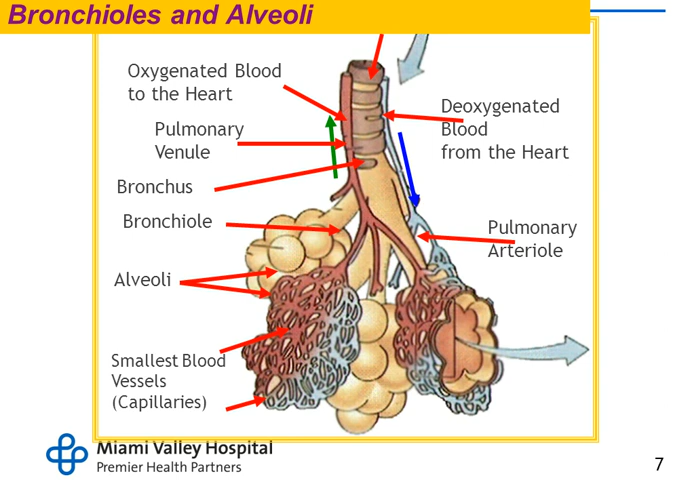 Bronchioles and Alveoli
Oxygenated Blood
to the Heart
Deoxygenated
Blood
from the Heart
Pulmonary
Venule
Bronchus
Bronchiole
Pulmonary
Arteriole
Alveoli
Smallest Blood
Vessels
(Capillaries)
Miami Valley Hospital
Premier Health Partners
7